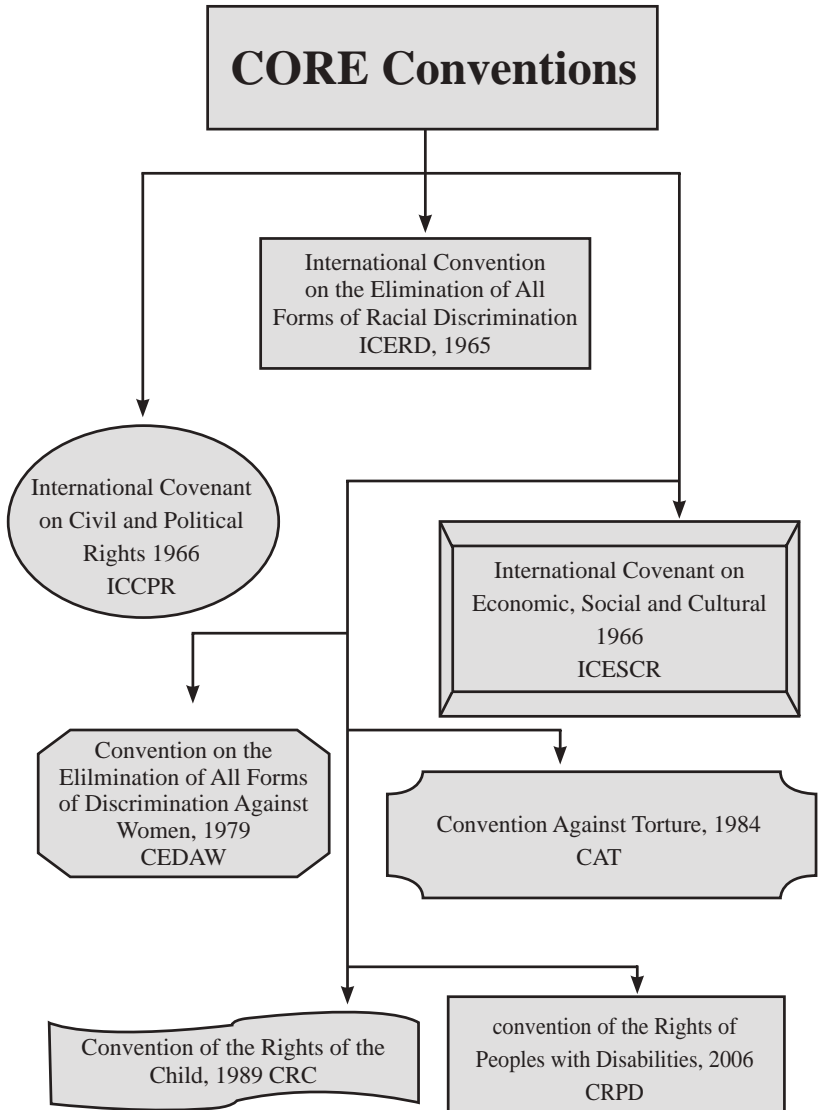 CORE Conventions
International Convention
on the Elimination of All
Forms of Racial Discrimination
ICERD, 1965
International Covenant
on Civil and Political
Rights 1966
ICCPR
International Covenant on
Economic, Social and Cultural
1966
ICESCR
Convention on the
Elilmination of All Forms
of Discrimination Against
Women, 1979
CEDAW
Convention Against Torture, 1984
CAT
Convention of the Rights of the
Child, 1989 CRC
convention of the Rights of
Peoples with Disabilities, 2006
CRPD